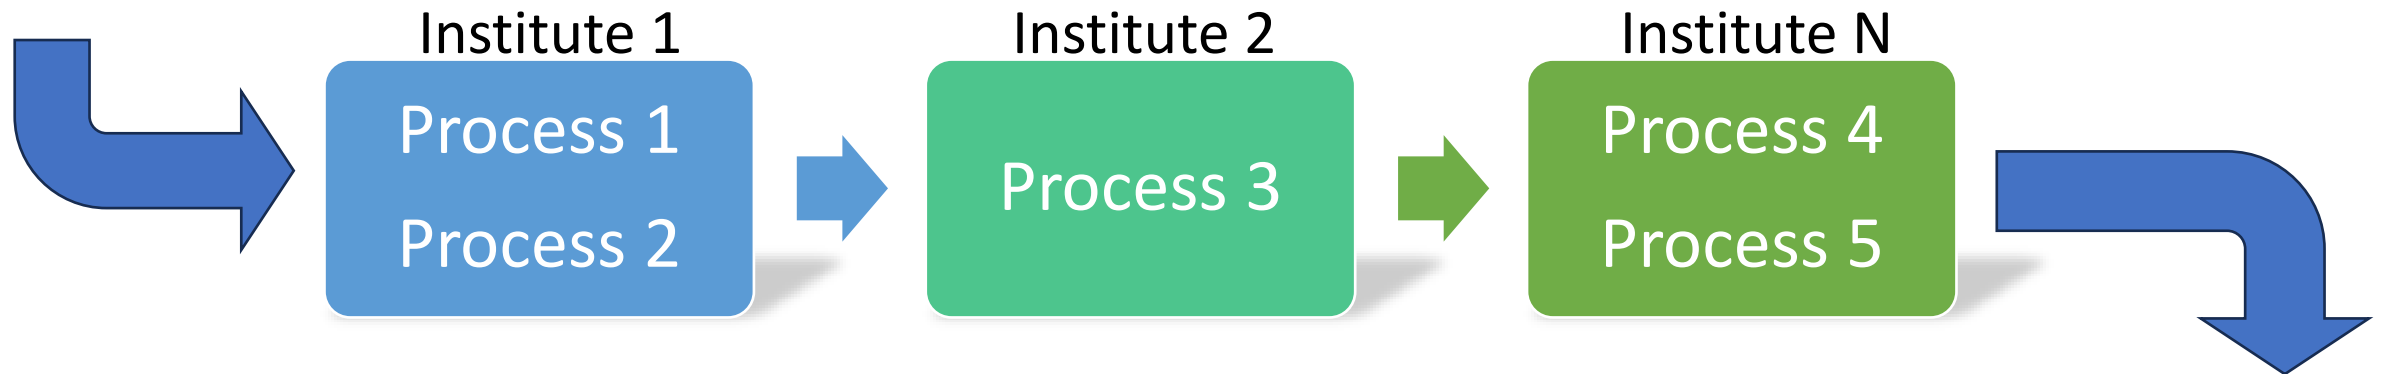 Institute 1
Process 1
Process 2
Institute 2
Process 3
Institute N
Process 4
Process 5